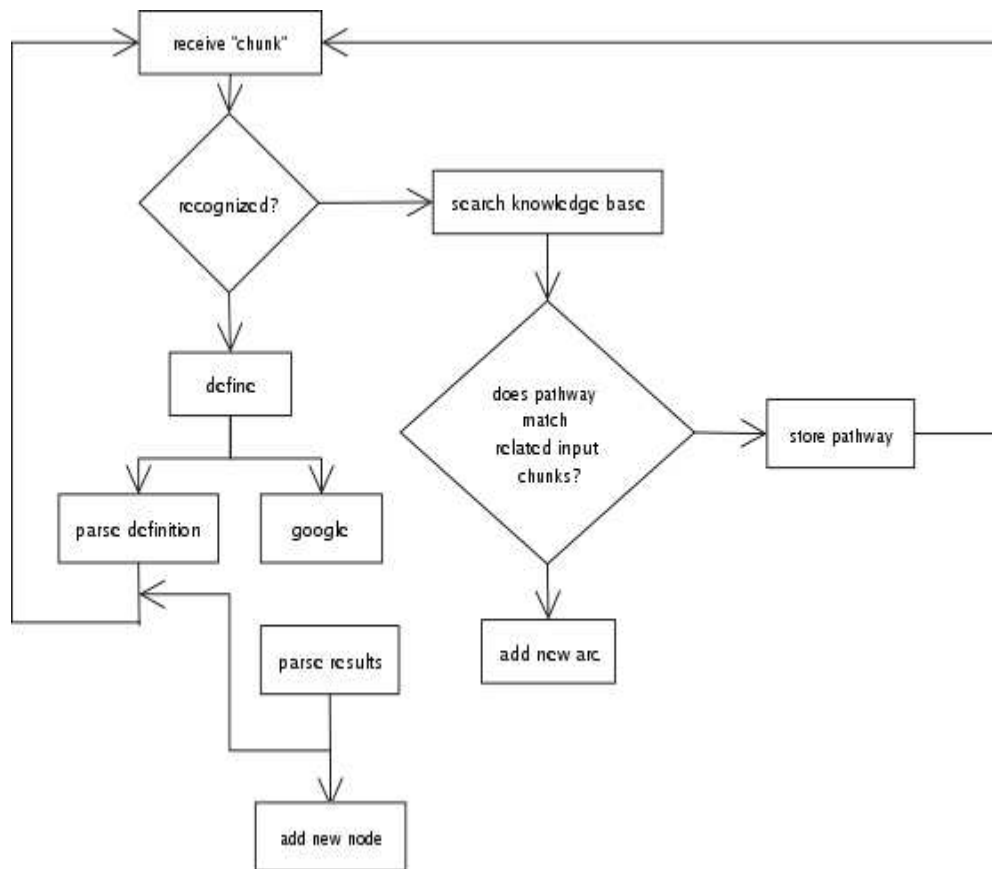 receive "chunk"
recognized?
search knowledge base
define
does pathway
match
related input
chunks?
store pathway
parse definition
google
parse results
add new arc
add new node